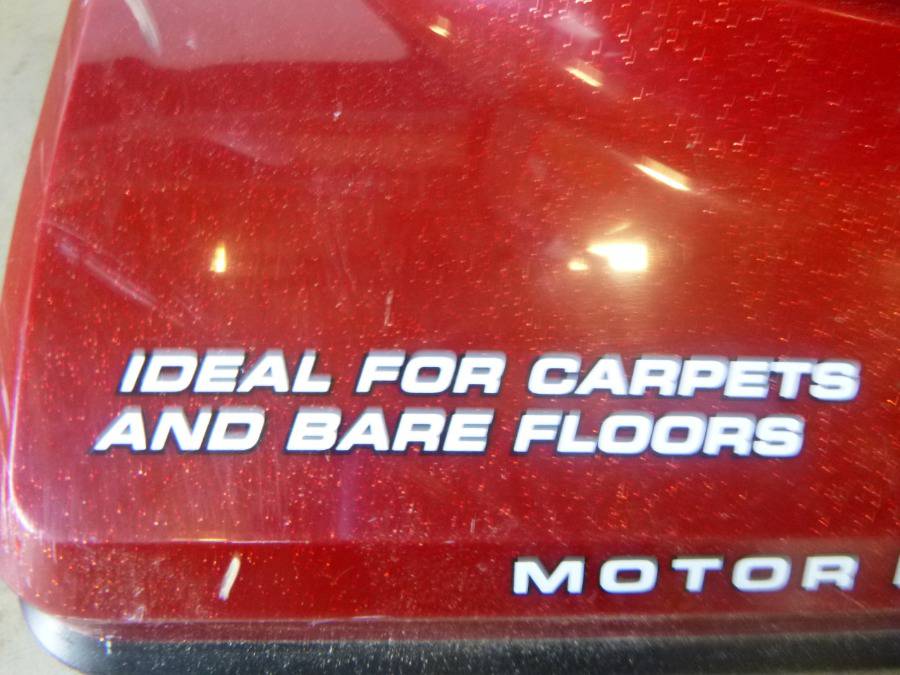 IDEAL FOR CARPETS
AND BARE FLOORS
MOTOR